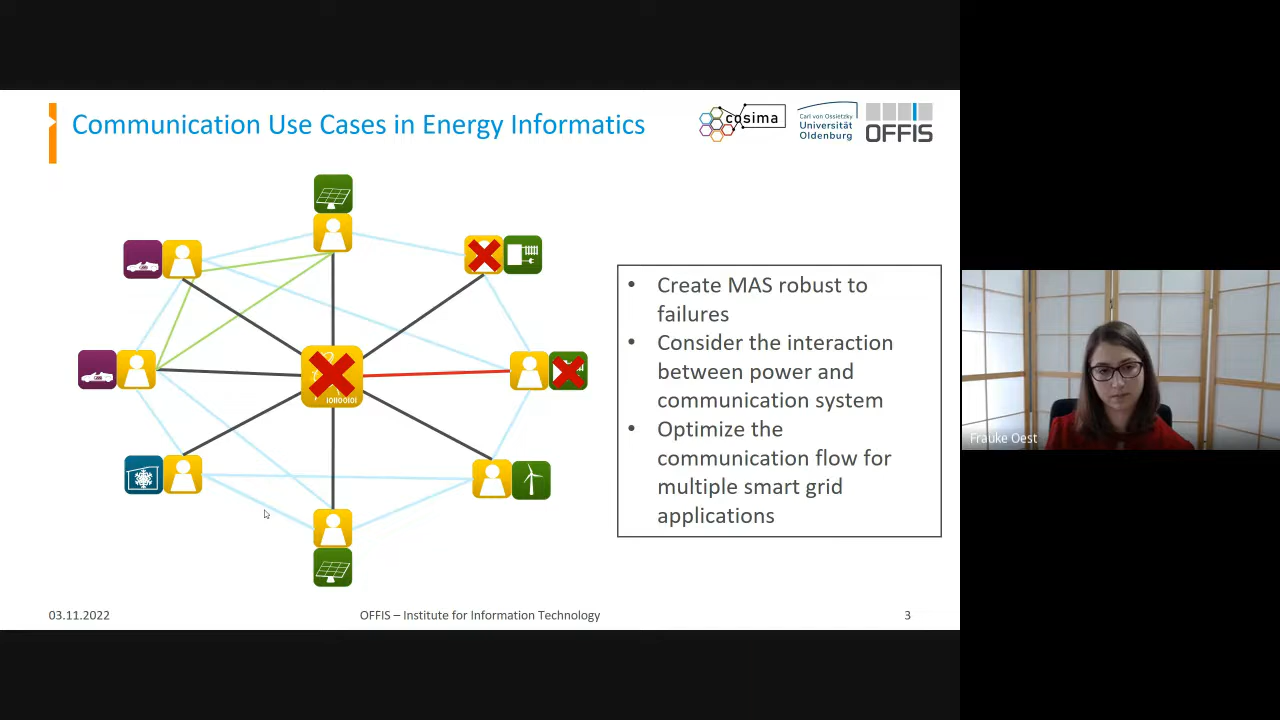 Communication Use Cases in Energy Informatics
cosima
Carl von Ossietzky
Universität
Oldenburg
OFFIS
• Create MAS robust to
failures
• Consider the interaction
between power and
communication system
• Optimize the
communication flow for
multiple smart grid
applications
10110010I
Frauke Oest
03.11.2022
OFFIS – Institute for Information Technology
3